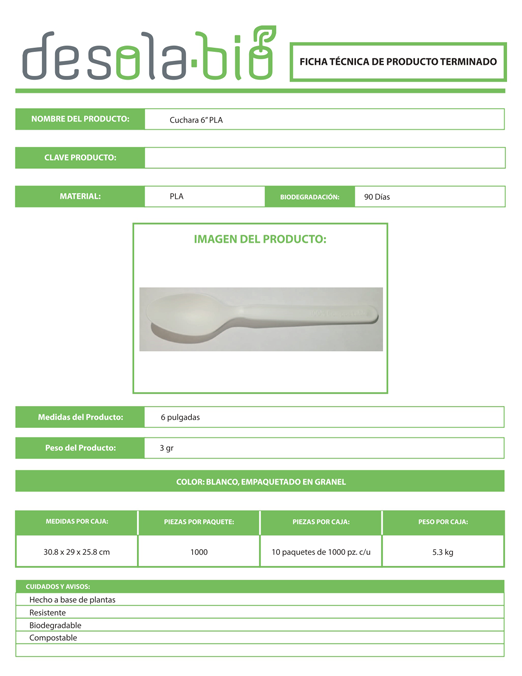 desola·bio
FICHA TÉCNICA DE PRODUCTO TERMINADO
NOMBRE DEL PRODUCTO: Cuchara 6" PLA
CLAVE PRODUCTO:
MATERIAL: PLA BIODEGRADACIÓN: 90 Días
IMAGEN DEL PRODUCTO:
Medidas del Producto: 6 pulgadas
Peso del Producto: 3 gr
COLOR: BLANCO, EMPAQUETADO EN GRANEL
MEDIDAS POR CAJA: PIEZAS POR PAQUETE: PIEZAS POR CAJA: PESO POR CAJA:
30.8 x 29 x 25.8 cm 1000 10 paquetes de 1000 pz. c/u 5.3 kg
CUIDADOS Y AVISOS:
Hecho a base de plantas
Resistente
Biodegradable
Compostable